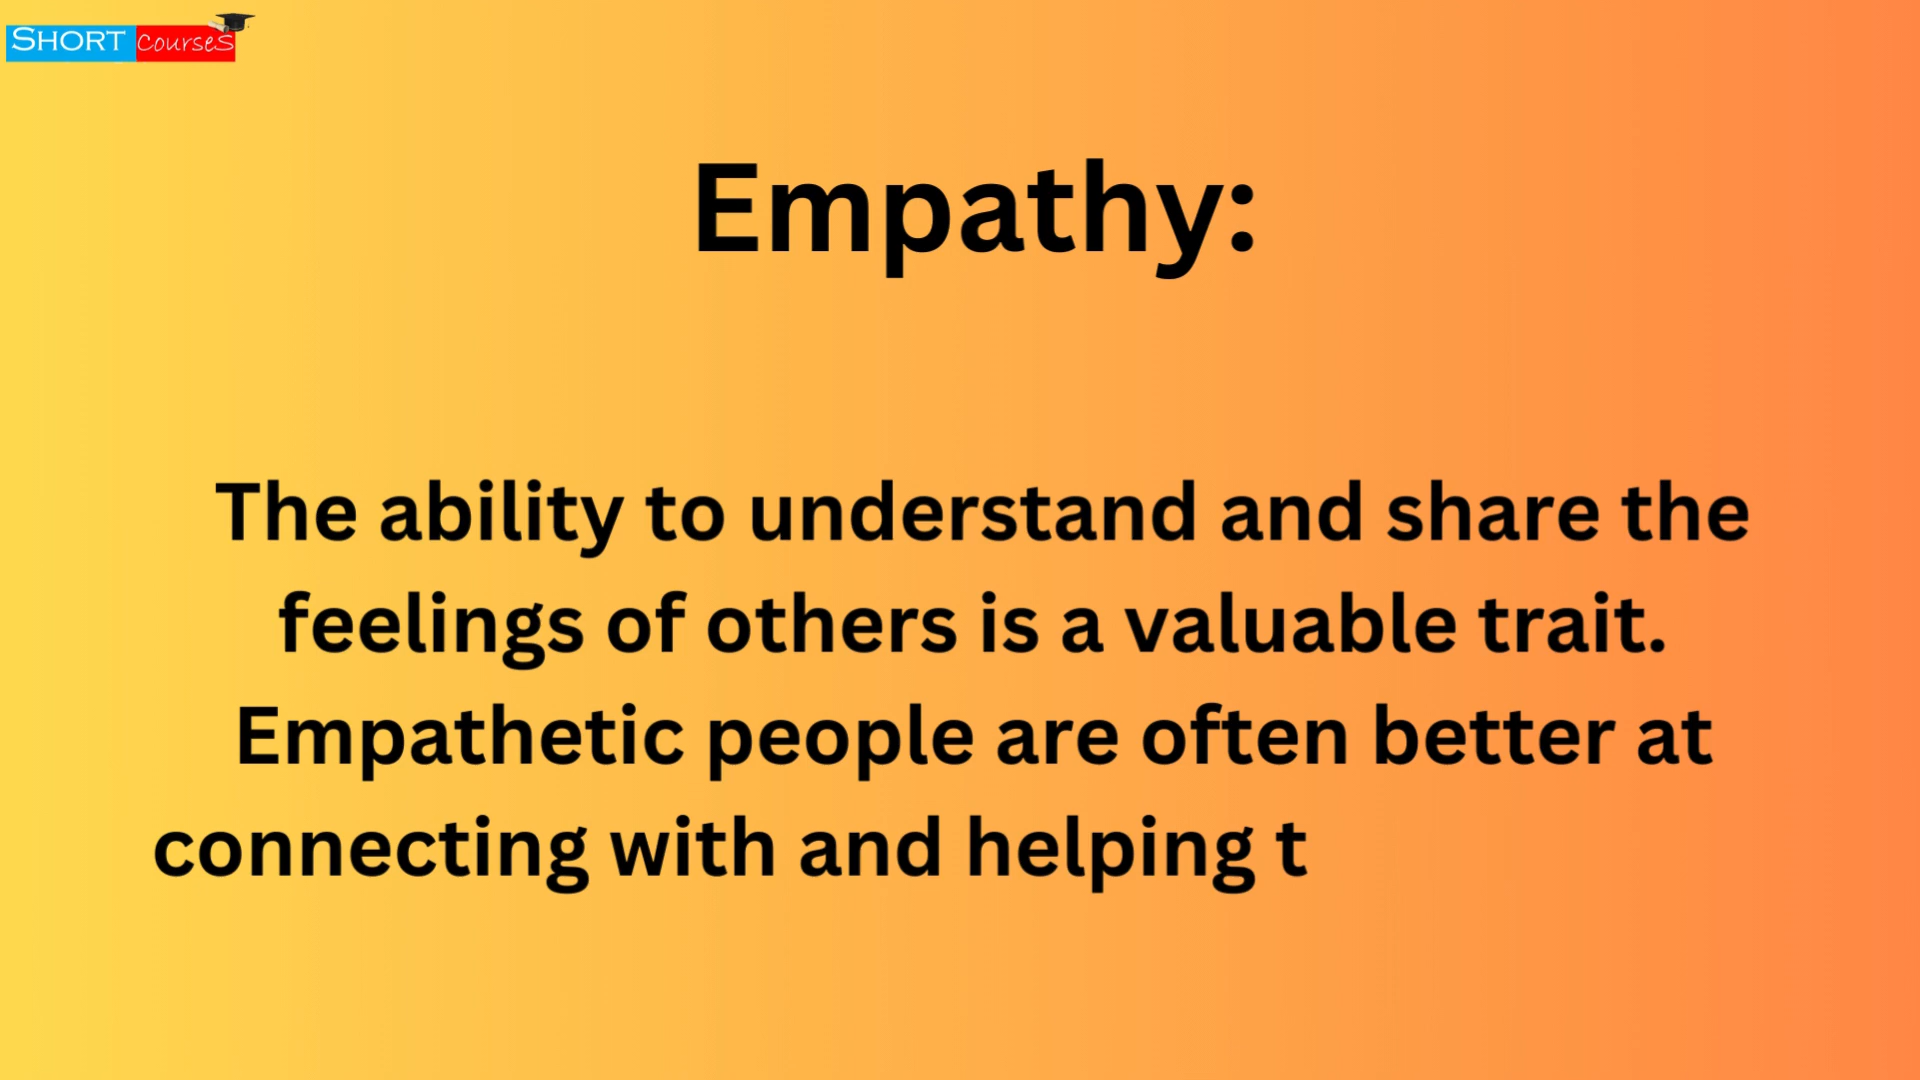 SHORT Courses
Empathy:
The ability to understand and share the
feelings of others is a valuable trait.
Empathetic people are often better at
connecting with and helping t